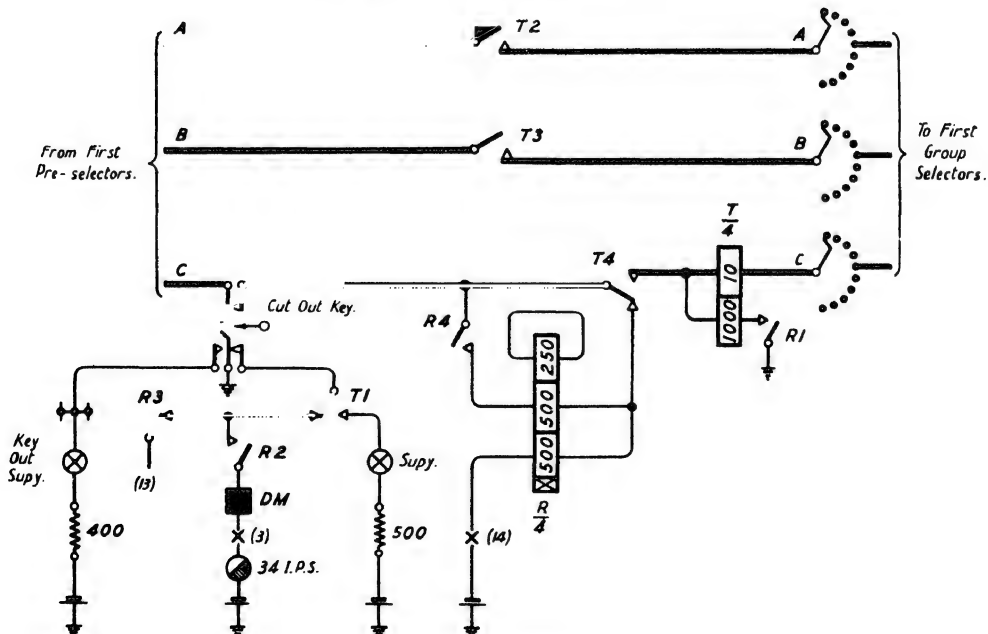 A
T2
A
From First
Pre-selectors.
B
T3
B
To First
Group
Selectors.
C
T4
T
4
10
1000
C
Cut Out Key.
R4
R1
250
500
500
R
4
Key
Out
Supy.
R3
(13)
T1
R2
Supy.
DM
400
(3)
500
(14)
34 I.P.S.